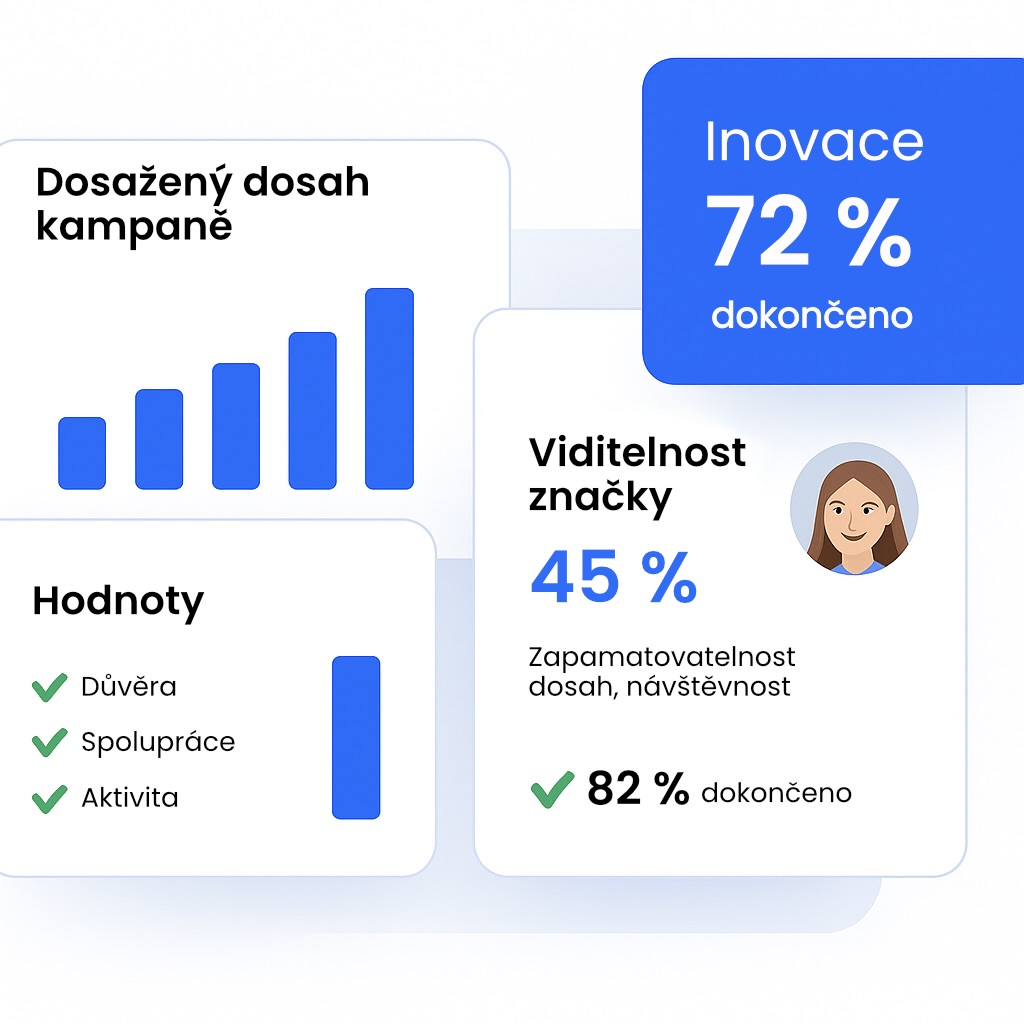 Dosažený dosah
kampaně
Inovace
72 %
dokončeno
Viditelnost
značky
45 %
Zapamatovatelnost
dosah, návštěvnost
82 % dokončeno
Hodnoty
Důvěra
Spolupráce
Aktivita